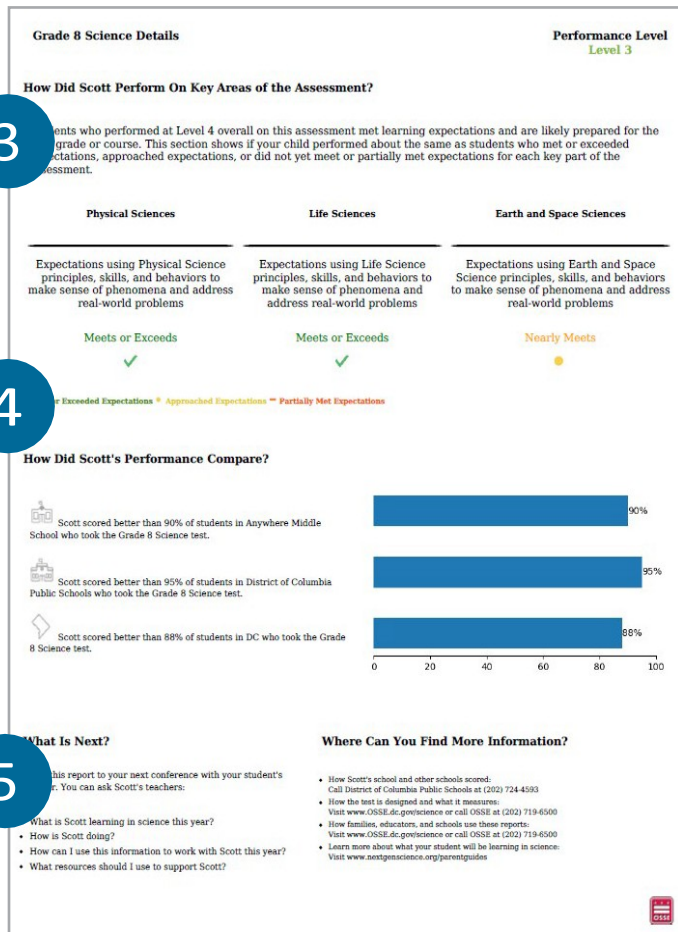 Grade 8 Science Details
Performance Level
Level 3
How Did Scott Perform On Key Areas of the Assessment?
3
ents who performed at Level 4 overall on this assessment met learning expectations and are likely prepared for the
grade or course. This section shows if your child performed about the same as students who met or exceeded
ectations, approached expectations, or did not yet meet or partially met expectations for each key part of the
essment.
Physical Sciences
Expectations using Physical Science
principles, skills, and behaviors to
make sense of phenomena and address
real-world problems
Meets or Exceeds
Life Sciences
Expectations using Life Science
principles, skills, and behaviors to
make sense of phenomena and
address real-world problems
Meets or Exceeds
Earth and Space Sciences
Expectations using Earth and Space
Science principles, skills, and behaviors
to make sense of phenomena and address
real-world problems
Nearly Meets
4
r Exceeded Expectations Approached Expectations Partially Met Expectations
How Did Scott's Performance Compare?
Scott scored better than 90% of students in Anywhere Middle
School who took the Grade 8 Science test.
90%
Scott scored better than 95% of students in District of Columbia
Public Schools who took the Grade 8 Science test.
95%
Scott scored better than 88% of students in DC who took the Grade
8 Science test.
88%
0 20 40 60 80 100
What Is Next?
5
this report to your next conference with your student's
r. You can ask Scott's teachers:
What is Scott learning in science this year?
• How is Scott doing?
• How can I use this information to work with Scott this year?
• What resources should I use to support Scott?
Where Can You Find More Information?
• How Scott's school and other schools scored:
Call District of Columbia Public Schools at (202) 724-4593
• How the test is designed and what it measures:
Visit www.OSSE.dc.gov/science or call OSSE at (202) 719-6500
• How families, educators, and schools use these reports:
Visit www.OSSE.dc.gov/science or call OSSE at (202) 719-6500
• Learn more about what your student will be learning in science:
Visit www.nextgenscience.org/parentguides
OSSE